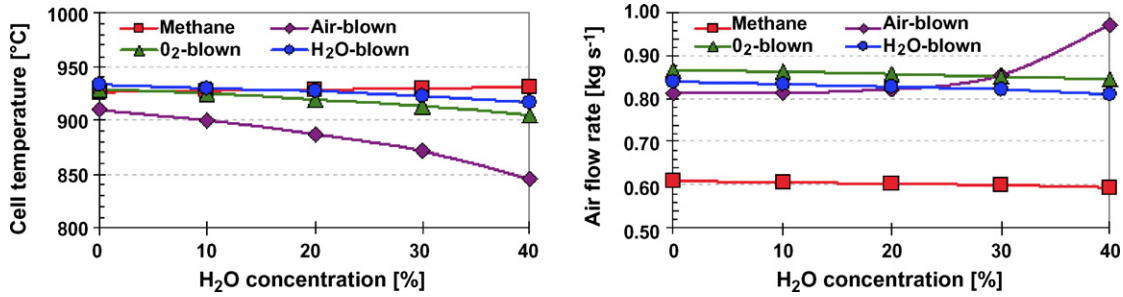 Cell temperature [°C]
1000
950
900
850
800
Methane
Air-blown
0₂-blown
H₂O-blown
0
10
20
30
40
H₂O concentration [%]
Air flow rate [kg s⁻¹]
1.00
0.90
0.80
0.70
0.60
0.50
Methane
Air-blown
0₂-blown
H₂O-blown
0
10
20
30
40
H₂O concentration [%]